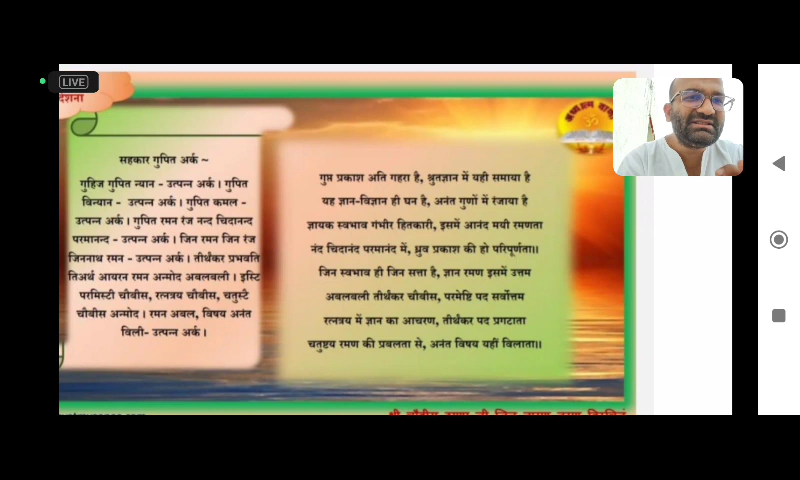 LIVE
देशना
सहकार गुपित अर्क ~
गुहिज गुपित न्यान - उत्पन्न अर्क । गुपित
विन्यान - उत्पन्न अर्क । गुपित कमल -
उत्पन्न अर्क । गुपित रमन रंज नन्द चिदानन्द
परमानन्द - उत्पन्न अर्क । जिन रमन जिन रंज
जिननाथ रमन - उत्पन्न अर्क । तीर्थंकर प्रभवति
तिअर्थ आयरन रमन अन्मोद अवलबली । इस्टि
परमिस्टी चौवीस, रत्नत्रय चौवीस, चतुस्टै
चौवीस अन्मोद । रमन अवल, विषय अनंत
विली- उत्पन्न अर्क ।
गुप्त प्रकाश अति गहरा है, श्रुतज्ञान में यही समाया है
यह ज्ञान-विज्ञान ही घन है, अनंत गुणों में रंजाया है
ज्ञायक स्वभाव गंभीर हितकारी, इसमें आनंद मयी रमणता
नंद चिदानंद परमानंद में, ध्रुव प्रकाश की हो परिपूर्णता॥
जिन स्वभाव ही जिन सत्ता है, ज्ञान रमण इसमें उत्तम
अवलबली तीर्थंकर चौवीस, परमेष्टि पद सर्वोत्तम
रत्नत्रय में ज्ञान का आचरण, तीर्थंकर पद प्रगटाता
चतुष्टय रमण की प्रबलता से, अनंत विषय यहीं विलाता॥